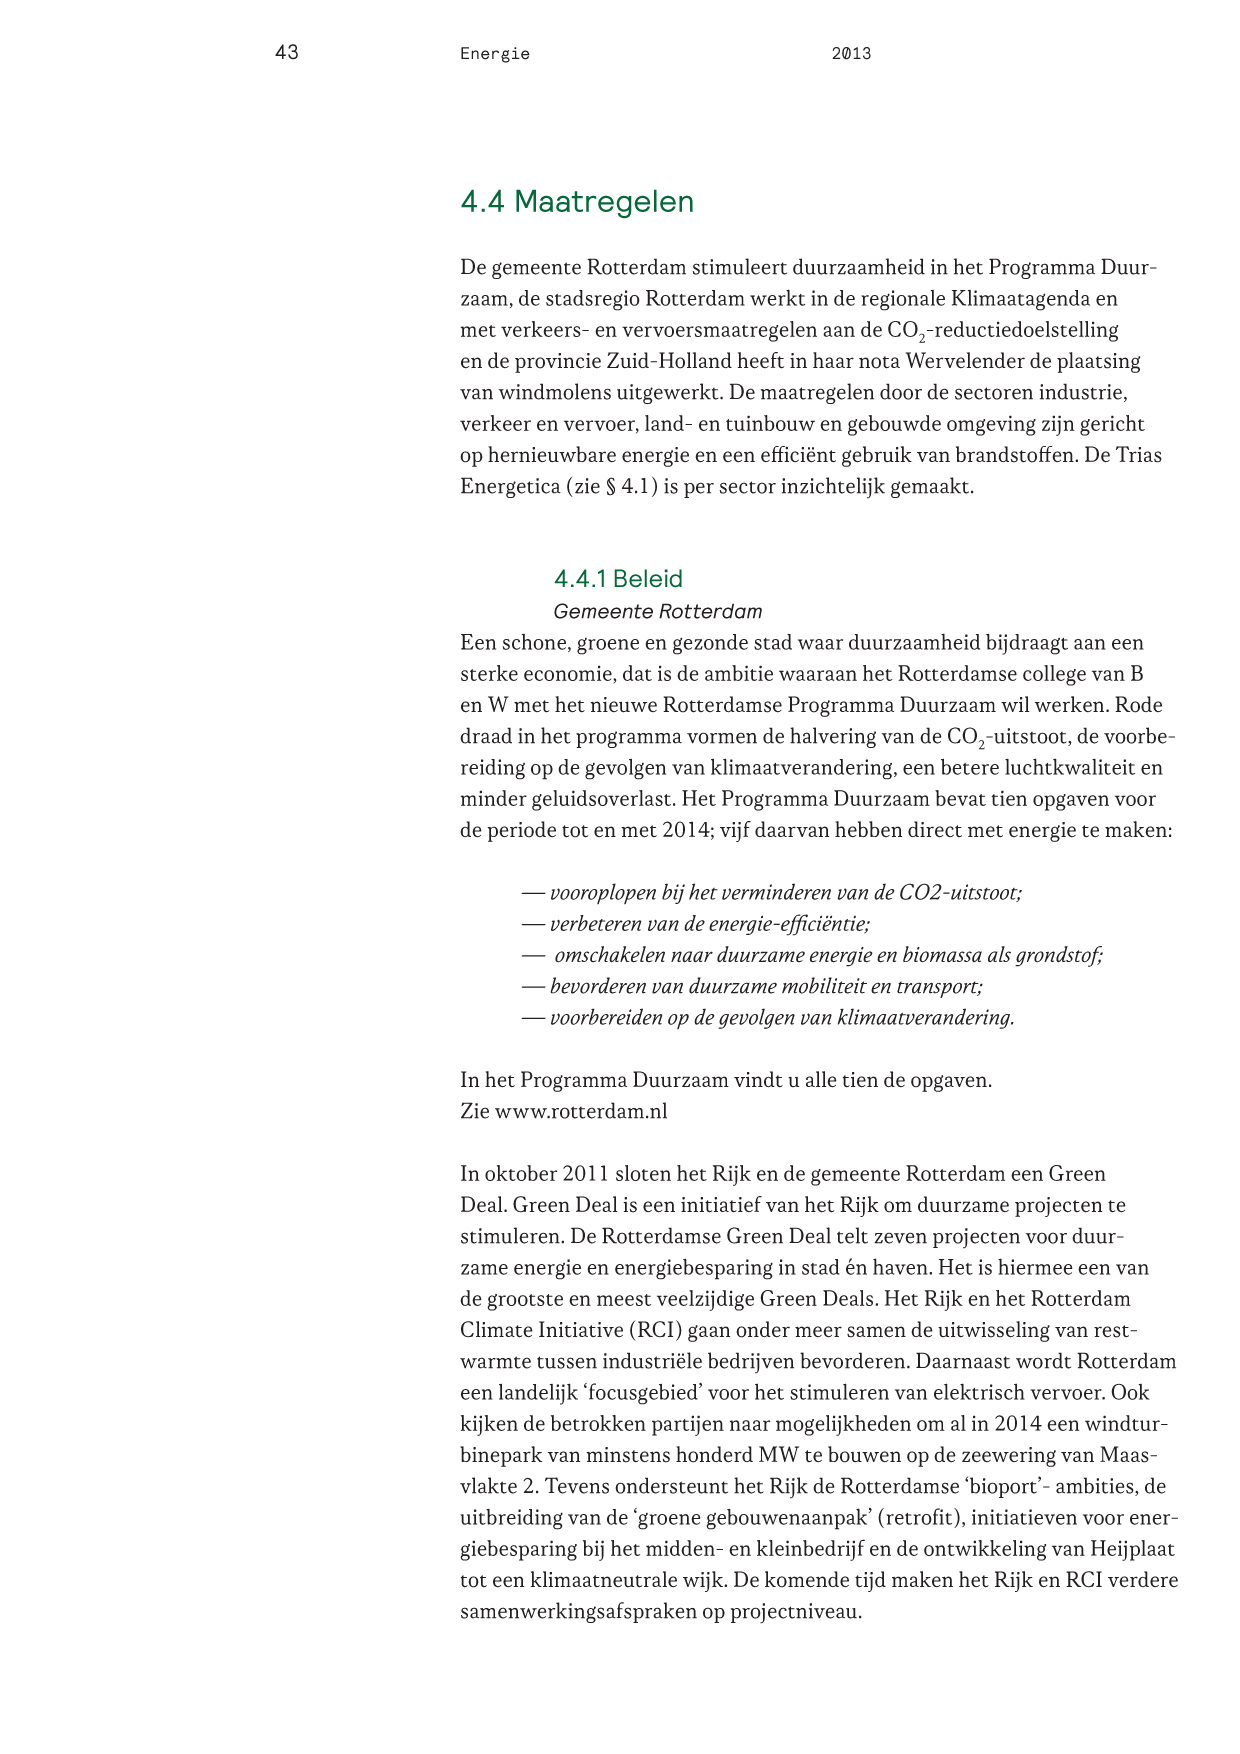 43 Energie 2013
4.4 Maatregelen
De gemeente Rotterdam stimuleert duurzaamheid in het Programma Duur-
zaam, de stadsregio Rotterdam werkt in de regionale Klimaatagenda en
met verkeers- en vervoersmaatregelen aan de CO₂-reductiedoelstelling
en de provincie Zuid-Holland heeft in haar nota Wervelender de plaatsing
van windmolens uitgewerkt. De maatregelen door de sectoren industrie,
verkeer en vervoer, land- en tuinbouw en gebouwde omgeving zijn gericht
op hernieuwbare energie en een efficiënt gebruik van brandstoffen. De Trias
Energetica (zie § 4.1) is per sector inzichtelijk gemaakt.
4.4.1 Beleid
Gemeente Rotterdam
Een schone, groene en gezonde stad waar duurzaamheid bijdraagt aan een
sterke economie, dat is de ambitie waaraan het Rotterdamse college van B
en W met het nieuwe Rotterdamse Programma Duurzaam wil werken. Rode
draad in het programma vormen de halvering van de CO₂-uitstoot, de voorbe-
reiding op de gevolgen van klimaatverandering, een betere luchtkwaliteit en
minder geluidsoverlast. Het Programma Duurzaam bevat tien opgaven voor
de periode tot en met 2014; vijf daarvan hebben direct met energie te maken:
— vooroplopen bij het verminderen van de CO2-uitstoot;
— verbeteren van de energie-efficiëntie;
— omschakelen naar duurzame energie en biomassa als grondstof;
— bevorderen van duurzame mobiliteit en transport;
— voorbereiden op de gevolgen van klimaatverandering.
In het Programma Duurzaam vindt u alle tien de opgaven.
Zie www.rotterdam.nl
In oktober 2011 sloten het Rijk en de gemeente Rotterdam een Green
Deal. Green Deal is een initiatief van het Rijk om duurzame projecten te
stimuleren. De Rotterdamse Green Deal telt zeven projecten voor duur-
zame energie en energiebesparing in stad én haven. Het is hiermee een van
de grootste en meest veelzijdige Green Deals. Het Rijk en het Rotterdam
Climate Initiative (RCI) gaan onder meer samen de uitwisseling van rest-
warmte tussen industriële bedrijven bevorderen. Daarnaast wordt Rotterdam
een landelijk ‘focusgebied’ voor het stimuleren van elektrisch vervoer. Ook
kijken de betrokken partijen naar mogelijkheden om al in 2014 een windtur-
binepark van minstens honderd MW te bouwen op de zeewering van Maas-
vlakte 2. Tevens ondersteunt het Rijk de Rotterdamse ‘bioport’- ambities, de
uitbreiding van de ‘groene gebouwenaanpak’ (retrofit), initiatieven voor ener-
giebesparing bij het midden- en kleinbedrijf en de ontwikkeling van Heijplaat
tot een klimaatneutrale wijk. De komende tijd maken het Rijk en RCI verdere
samenwerkingsafspraken op projectniveau.